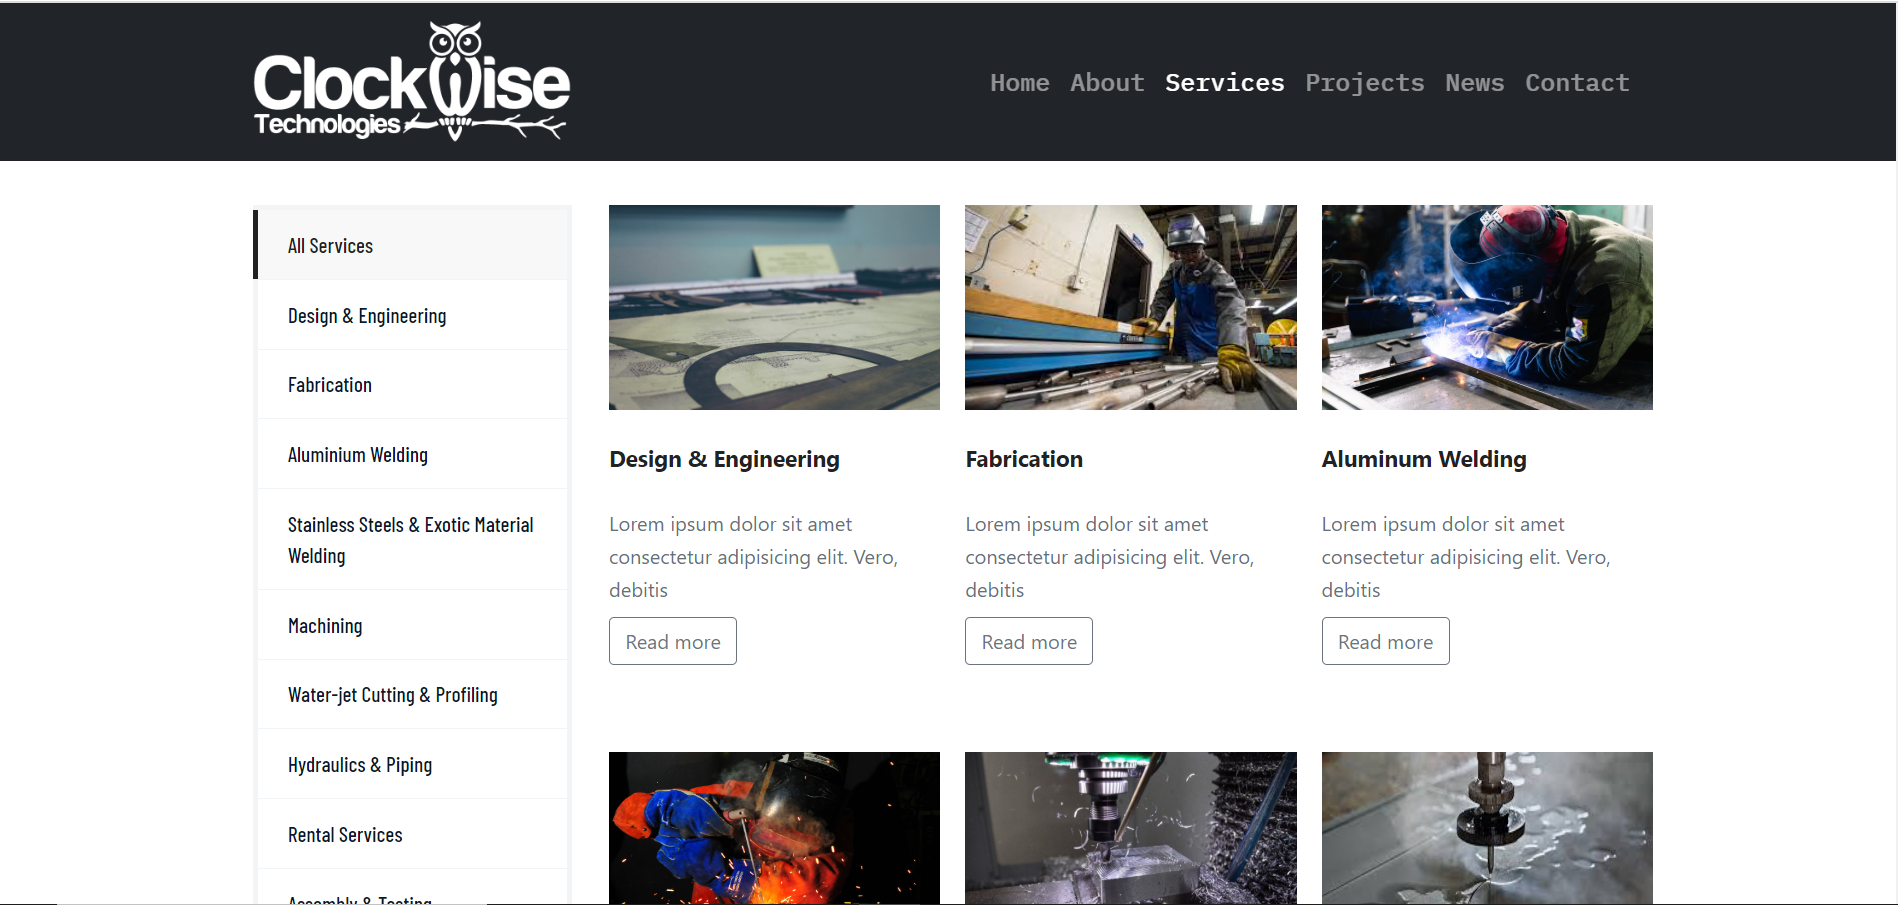 Clockwise
Technologies
Home About Services Projects News Contact
All Services
Design & Engineering
Fabrication
Aluminium Welding
Stainless Steels & Exotic Material
Welding
Machining
Water-jet Cutting & Profiling
Hydraulics & Piping
Rental Services
Assembly & Testing
Design & Engineering
Lorem ipsum dolor sit amet
consectetur adipisicing elit. Vero,
debitis
Read more
Fabrication
Lorem ipsum dolor sit amet
consectetur adipisicing elit. Vero,
debitis
Read more
Aluminum Welding
Lorem ipsum dolor sit amet
consectetur adipisicing elit. Vero,
debitis
Read more